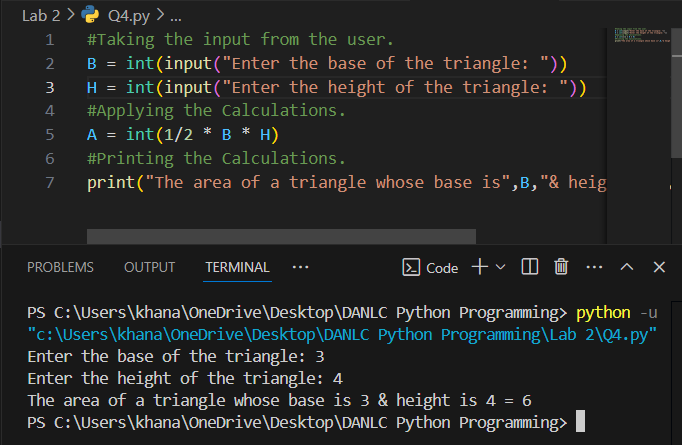 Lab 2 > Q4.py > ...
1 #Taking the input from the user.
2 B = int(input("Enter the base of the triangle: "))
3 H = int(input("Enter the height of the triangle: "))
4 #Applying the Calculations.
5 A = int(1/2 * B * H)
6 #Printing the Calculations.
7 print("The area of a triangle whose base is",B,"& heig
PROBLEMS OUTPUT TERMINAL ... Code
PS C:\Users\khana\OneDrive\Desktop\DANLC Python Programming> python -u
"c:\Users\khana\OneDrive\Desktop\DANLC Python Programming\Lab 2\Q4.py"
Enter the base of the triangle: 3
Enter the height of the triangle: 4
The area of a triangle whose base is 3 & height is 4 = 6
PS C:\Users\khana\OneDrive\Desktop\DANLC Python Programming>